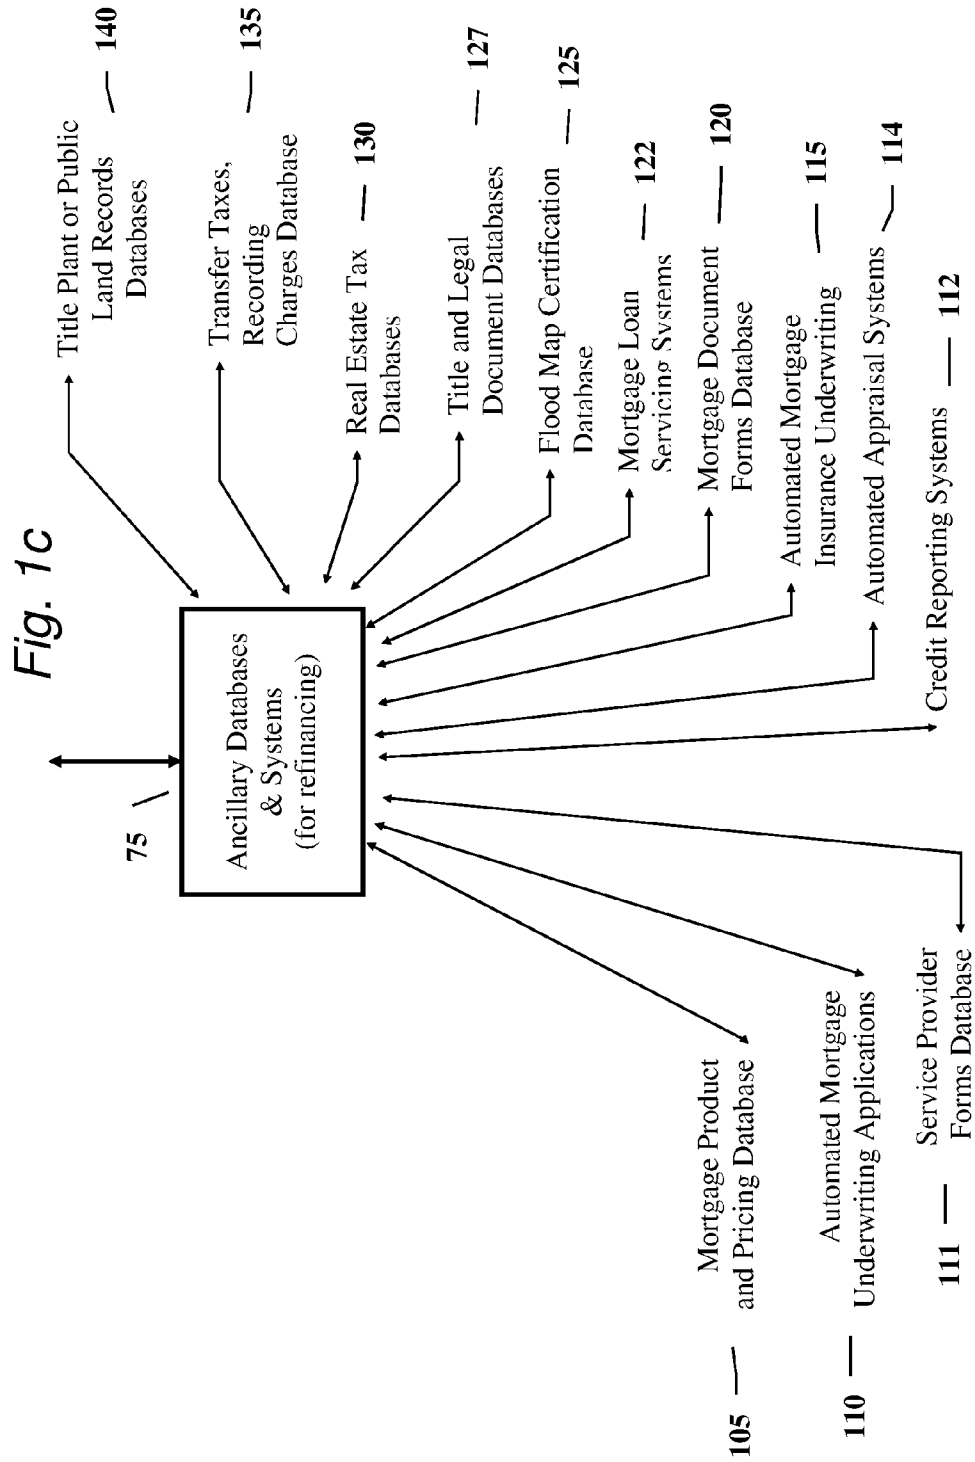 Fig. 1c
75
Ancillary Databases
& Systems
(for refinancing)
105
Mortgage Product
and Pricing Database
110
Automated Mortgage
Underwriting Applications
111
Service Provider
Forms Database
Credit Reporting Systems
112
Automated Appraisal Systems
114
Automated Mortgage
Insurance Underwriting
115
Mortgage Document
Forms Database
120
Mortgage Loan
Servicing Systems
122
Flood Map Certification
Database
125
Title and Legal
Document Databases
127
Real Estate Tax
Databases
130
Transfer Taxes,
Recording
Charges Database
135
Title Plant or Public
Land Records
Databases
140